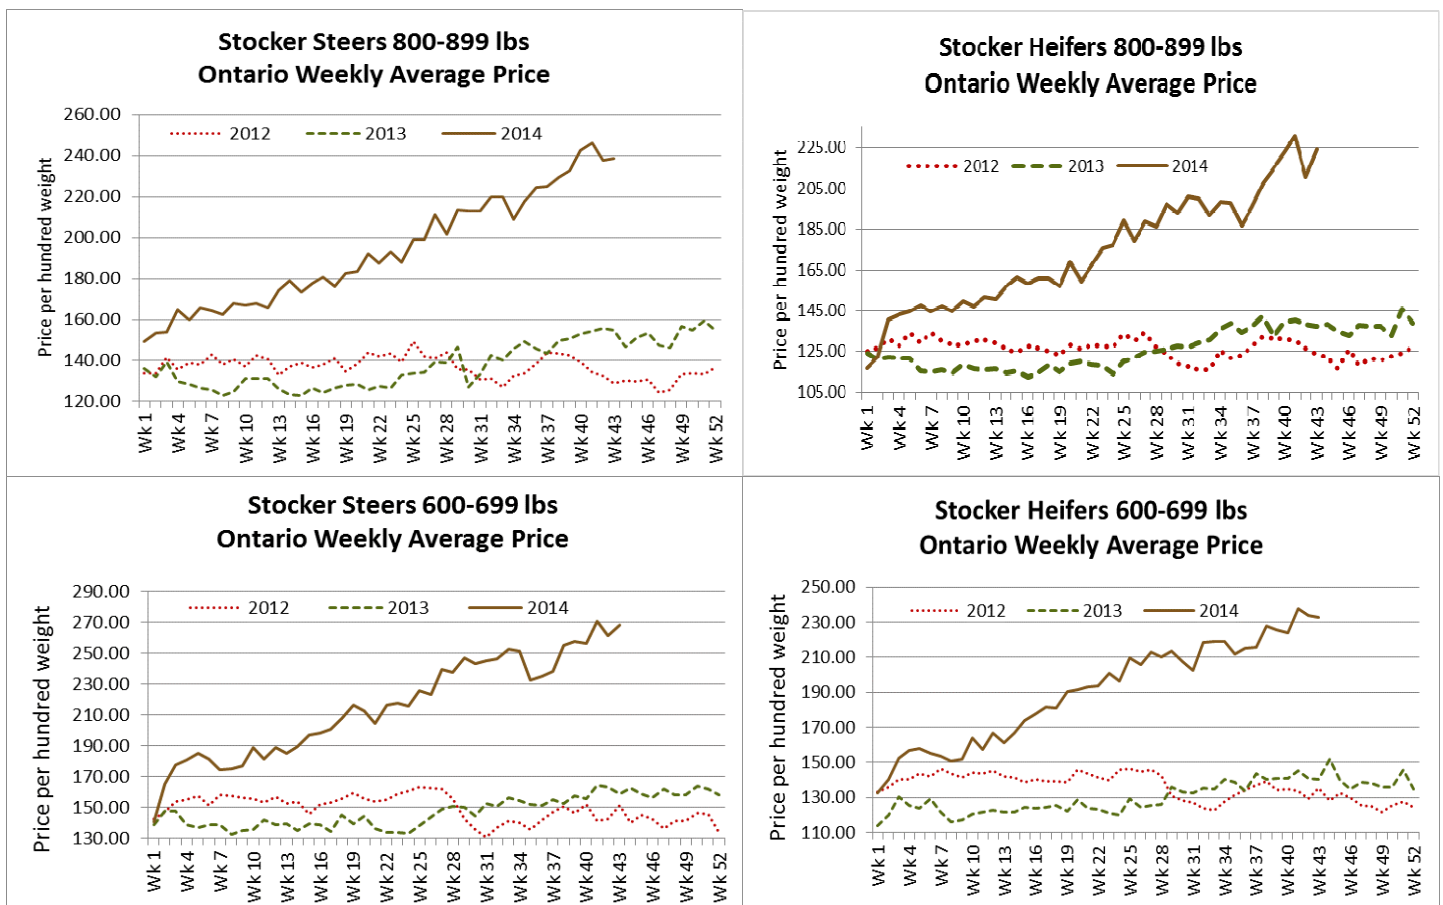 Stocker Steers 800-899 lbs
Ontario Weekly Average Price
Price per hundred weight
260.00
240.00
220.00
200.00
180.00
160.00
140.00
120.00
2012 2013 2014
Wk 1 Wk 4 Wk 7 Wk 10 Wk 13 Wk 16 Wk 19 Wk 22 Wk 25 Wk 28 Wk 31 Wk 34 Wk 37 Wk 40 Wk 43 Wk 46 Wk 49 Wk 52
Stocker Heifers 800-899 lbs
Ontario Weekly Average Price
Price per hundred weight
225.00
205.00
185.00
165.00
145.00
125.00
105.00
2012 2013 2014
Wk 1 Wk 4 Wk 7 Wk 10 Wk 13 Wk 16 Wk 19 Wk 22 Wk 25 Wk 28 Wk 31 Wk 34 Wk 37 Wk 40 Wk 43 Wk 46 Wk 49 Wk 52
Stocker Steers 600-699 lbs
Ontario Weekly Average Price
Price per hundred weight
290.00
270.00
250.00
230.00
210.00
190.00
170.00
150.00
130.00
2012 2013 2014
Wk 1 Wk 4 Wk 7 Wk 10 Wk 13 Wk 16 Wk 19 Wk 22 Wk 25 Wk 28 Wk 31 Wk 34 Wk 37 Wk 40 Wk 43 Wk 46 Wk 49 Wk 52
Stocker Heifers 600-699 lbs
Ontario Weekly Average Price
Price per hundred weight
250.00
230.00
210.00
190.00
170.00
150.00
130.00
110.00
2012 2013 2014
Wk 1 Wk 4 Wk 7 Wk 10 Wk 13 Wk 16 Wk 19 Wk 22 Wk 25 Wk 28 Wk 31 Wk 34 Wk 37 Wk 40 Wk 43 Wk 46 Wk 49 Wk 52